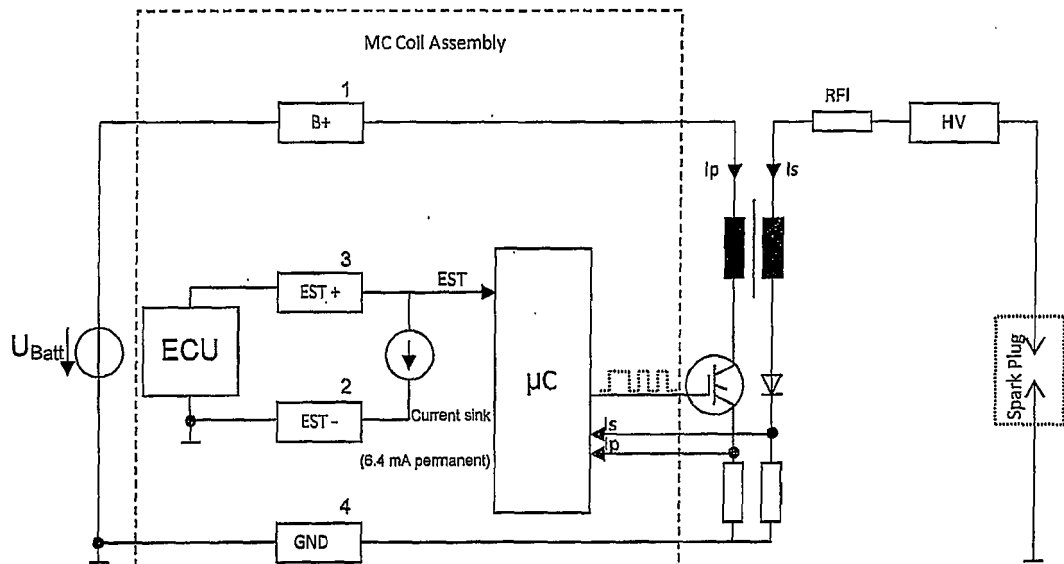 MC Coil Assembly
1
B+
RFI
HV
Ip
Is
3
EST +
EST
UBatt
ECU
µC
2
EST -
Current sink
(6.4 mA permanent)
Is
Ip
Spark Plug
4
GND